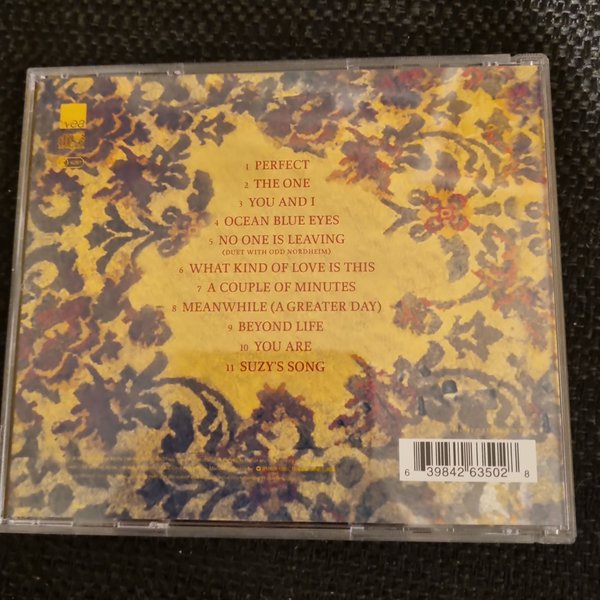 1 PERFECT
2 THE ONE
3 YOU AND I
4 OCEAN BLUE EYES
5 NO ONE IS LEAVING
(DUET WITH ODD NORDHEIM)
6 WHAT KIND OF LOVE IS THIS
7 A COUPLE OF MINUTES
8 MEANWHILE (A GREATER DAY)
9 BEYOND LIFE
10 YOU ARE
11 SUZY'S SONG
6 39842 63502 8